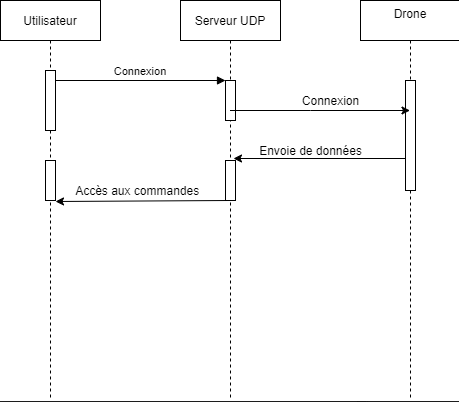 Utilisateur
Serveur UDP
Drone
Connexion
Connexion
Envoie de données
Accès aux commandes